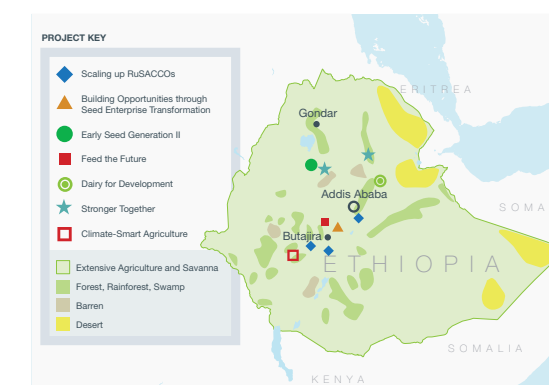 PROJECT KEY
Scaling up RuSACCOs
Building Opportunities through
Seed Enterprise Transformation
Early Seed Generation II
Feed the Future
Dairy for Development
Stronger Together
Climate-Smart Agriculture
Extensive Agriculture and Savanna
Forest, Rainforest, Swamp
Barren
Desert
ERITREA
Gondar
Addis Ababa
SOMA
Butajira
ETHIOPIA
SOMALIA
KENYA